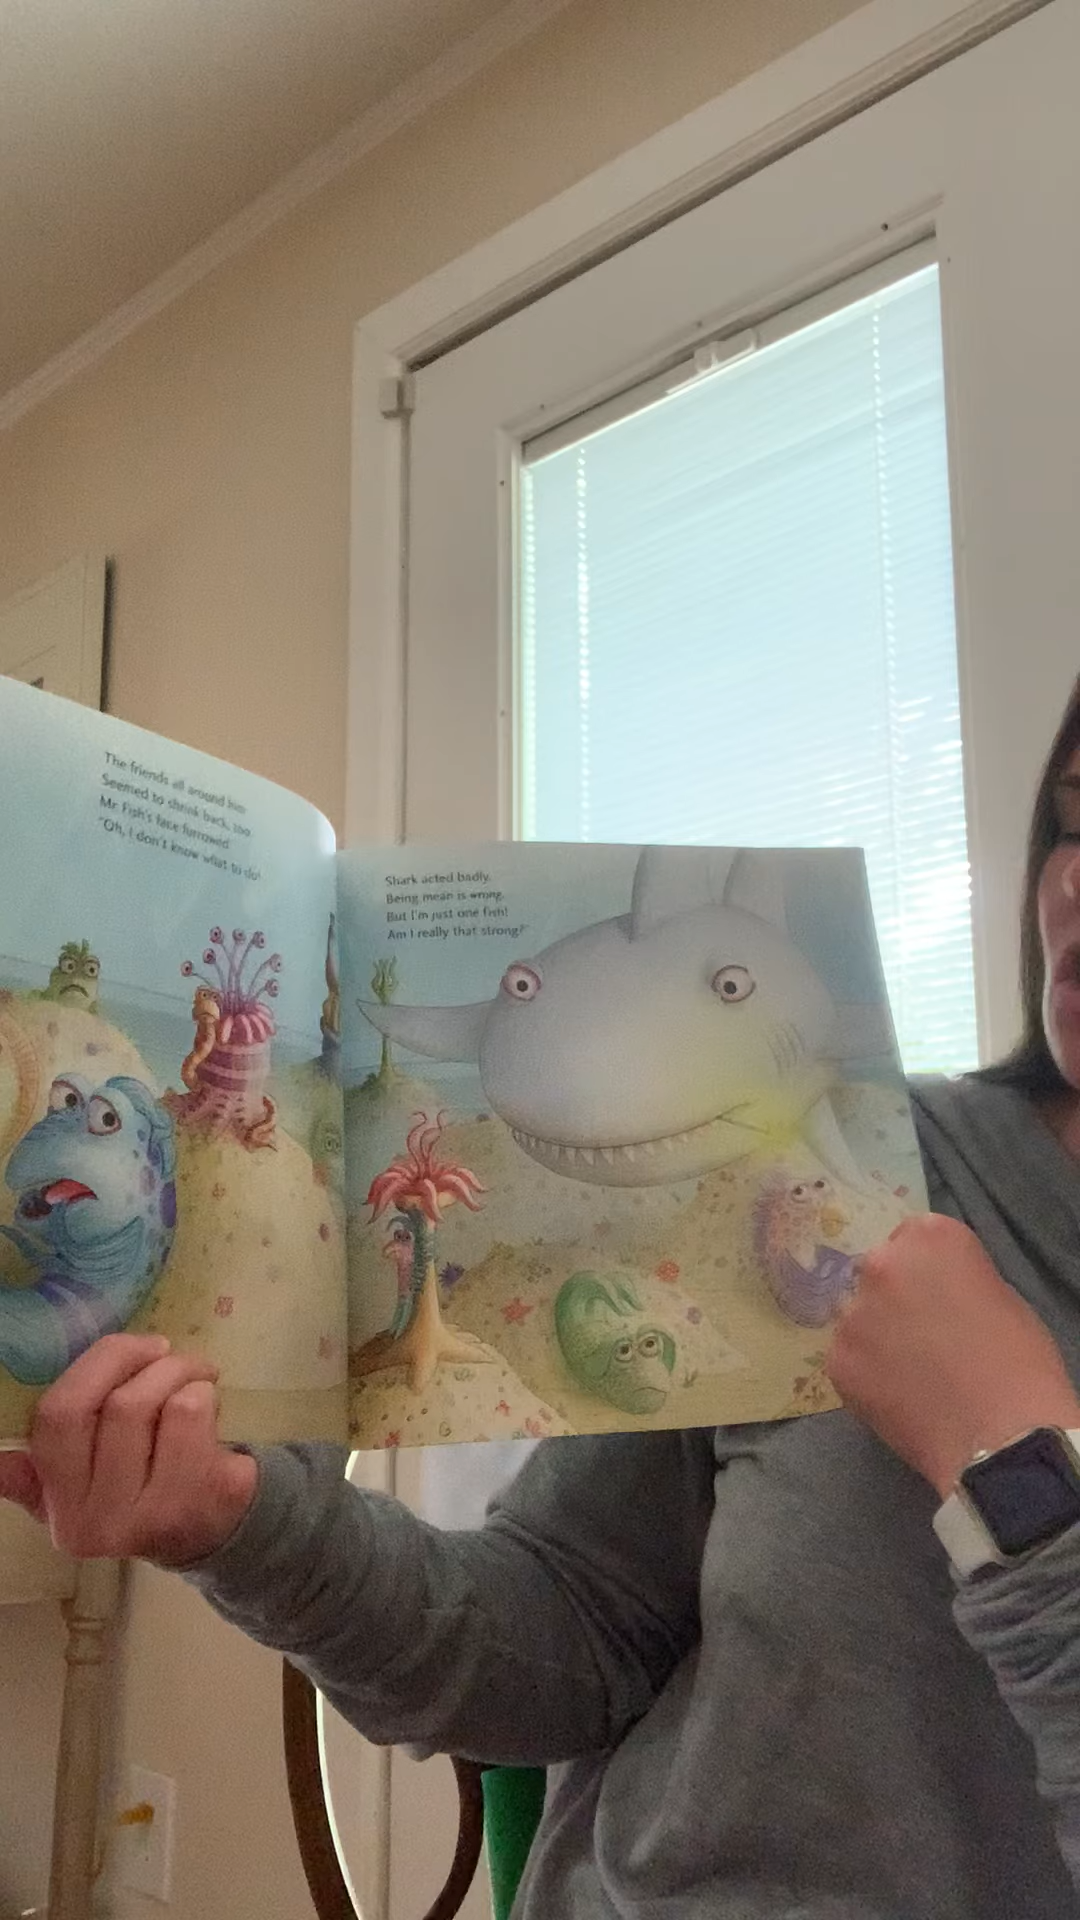 The friends all around him
Seemed to shrink back, too.
Mr. Fish's face furrowed.
"Oh, I don't know what to do!
Shark acted badly.
Being mean is wrong.
But I'm just one fish!
Am I really that strong?"